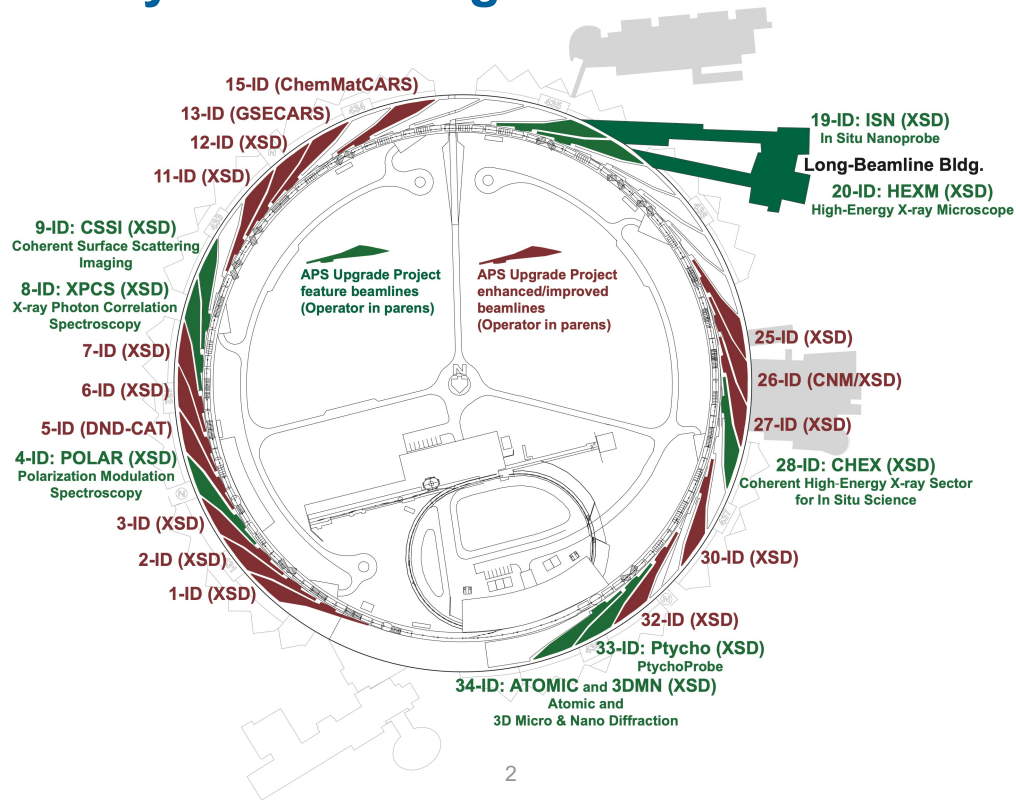 15-ID (ChemMatCARS)
13-ID (GSECARS)
12-ID (XSD)
11-ID (XSD)
9-ID: CSSI (XSD)
Coherent Surface Scattering
Imaging
8-ID: XPCS (XSD)
X-ray Photon Correlation
Spectroscopy
7-ID (XSD)
6-ID (XSD)
5-ID (DND-CAT)
4-ID: POLAR (XSD)
Polarization Modulation
Spectroscopy
3-ID (XSD)
2-ID (XSD)
1-ID (XSD)
APS Upgrade Project
feature beamlines
(Operator in parens)
APS Upgrade Project
enhanced/improved
beamlines
(Operator in parens)
N
19-ID: ISN (XSD)
In Situ Nanoprobe
Long-Beamline Bldg.
20-ID: HEXM (XSD)
High-Energy X-ray Microscope
25-ID (XSD)
26-ID (CNM/XSD)
27-ID (XSD)
28-ID: CHEX (XSD)
Coherent High-Energy X-ray Sector
for In Situ Science
30-ID (XSD)
32-ID (XSD)
33-ID: Ptycho (XSD)
PtychoProbe
34-ID: ATOMIC and 3DMN (XSD)
Atomic and
3D Micro & Nano Diffraction
2